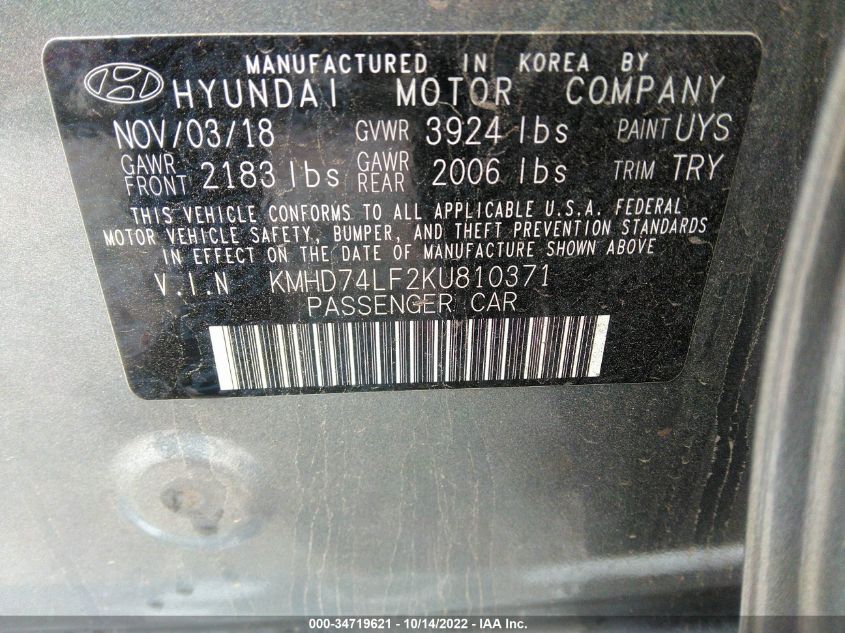 MANUFACTURED IN KOREA BY
HYUNDAI MOTOR COMPANY
NOV/03/18 GVWR 3924 lbs PAINT UYS
GAWR FRONT 2183 lbs GAWR REAR 2006 lbs TRIM TRY
THIS VEHICLE CONFORMS TO ALL APPLICABLE U.S.A. FEDERAL
MOTOR VEHICLE SAFETY, BUMPER, AND THEFT PREVENTION STANDARDS
IN EFFECT ON THE DATE OF MANUFACTURE SHOWN ABOVE
V.I.N KMHD74LF2KU810371
PASSENGER CAR
000-34719621 - 10/14/2022 - IAA Inc.